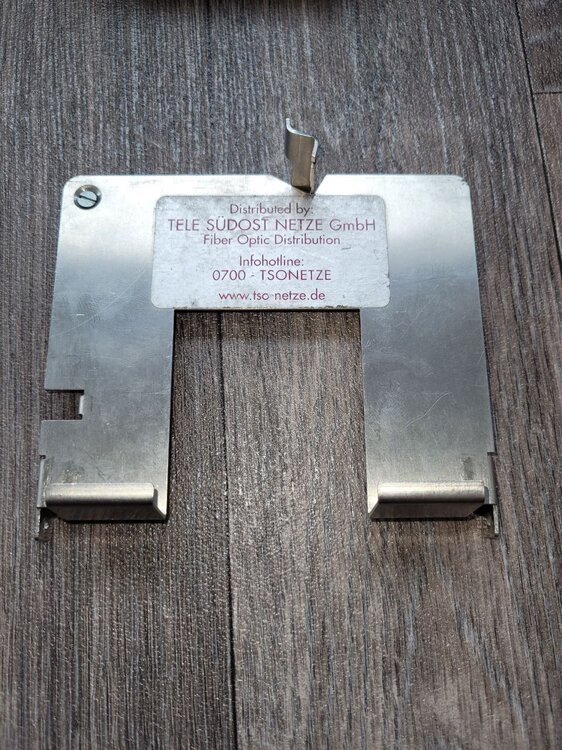 Distributed by:
TELE SÜDOST NETZE GmbH
Fiber Optic Distribution
Infohotline:
0700 - TSONETZE
www.tso-netze.de